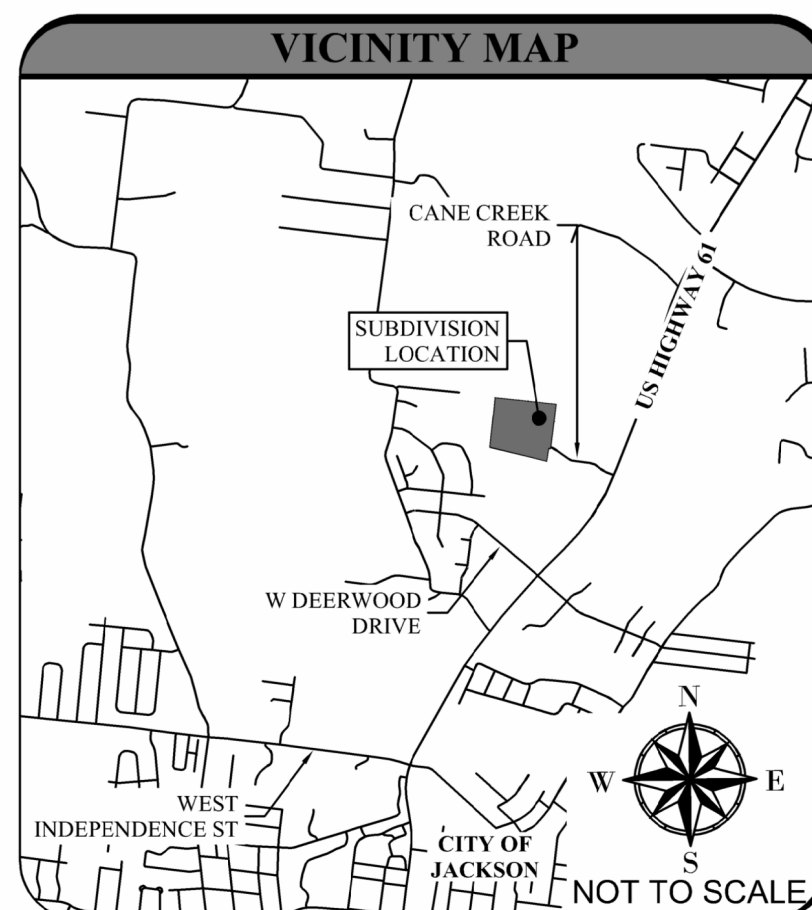 VICINITY MAP
CANE CREEK
ROAD
US HIGHWAY 61
SUBDIVISION
LOCATION
W DEERWOOD
DRIVE
N
W
E
S
WEST
INDEPENDENCE ST
CITY OF
JACKSON
NOT TO SCALE